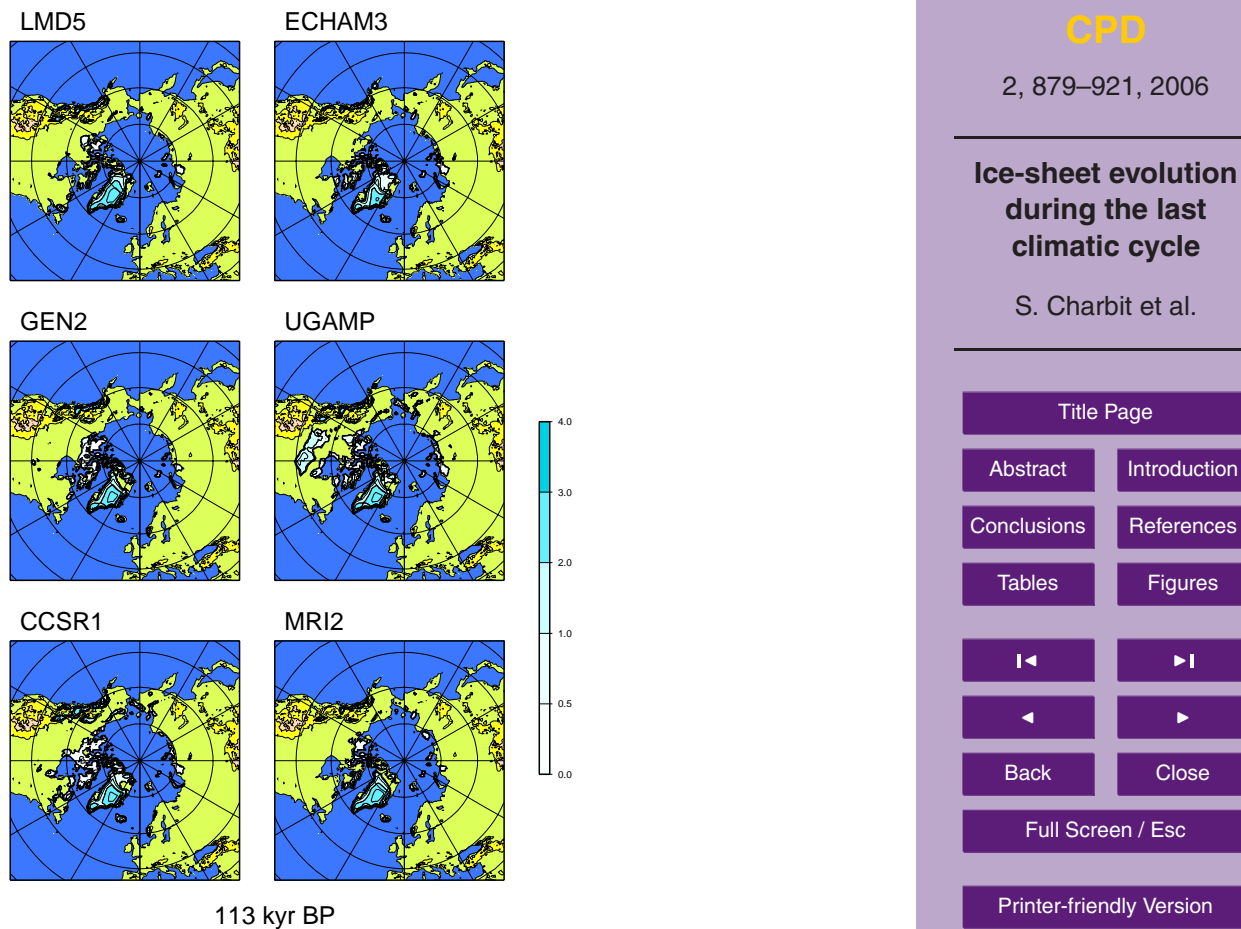 LMD5
ECHAM3
GEN2
UGAMP
CCSR1
MRI2
4.0
3.0
2.0
1.0
0.5
0.0
113 kyr BP
CPD
2, 879–921, 2006
Ice-sheet evolution
during the last
climatic cycle
S. Charbit et al.
Title Page
Abstract
Introduction
Conclusions
References
Tables
Figures
Back
Close
Full Screen / Esc
Printer-friendly Version